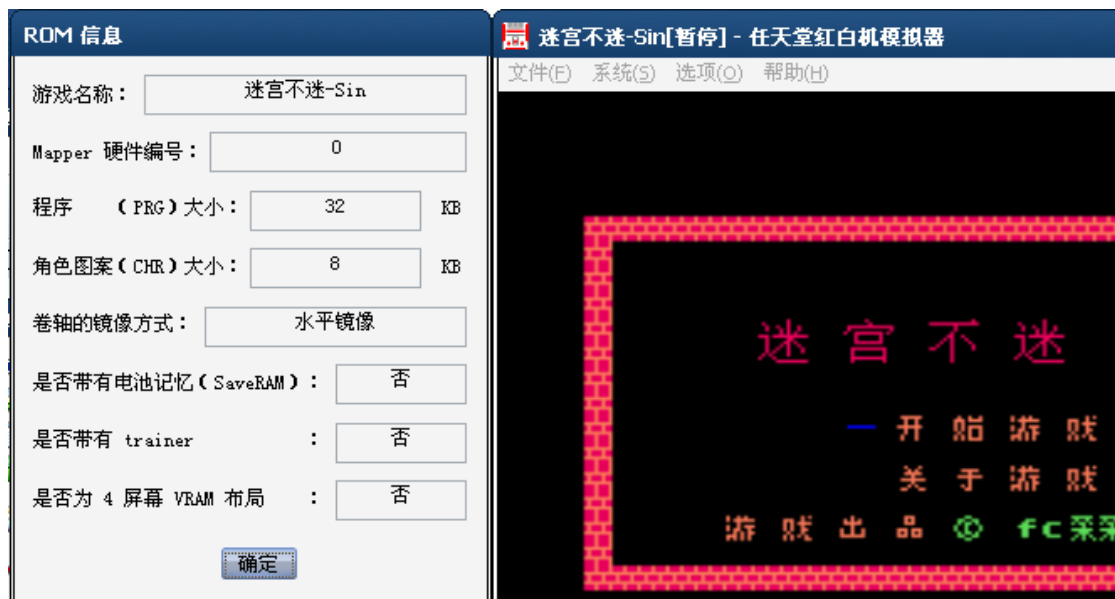 ROM 信息
游戏名称： 迷宫不迷-Sin
Mapper 硬件编号： 0
程序 （PRG）大小： 32 KB
角色图案（CHR）大小： 8 KB
卷轴的镜像方式： 水平镜像
是否带有电池记忆（SaveRAM）： 否
是否带有 trainer ： 否
是否为 4 屏幕 VRAM 布局 ： 否
确定
迷宫不迷-Sin[暂停] - 任天堂红白机模拟器
文件(F) 系统(S) 选项(O) 帮助(H)
迷宫不迷
开始游戏
关于游戏
游戏出品 © fc采采